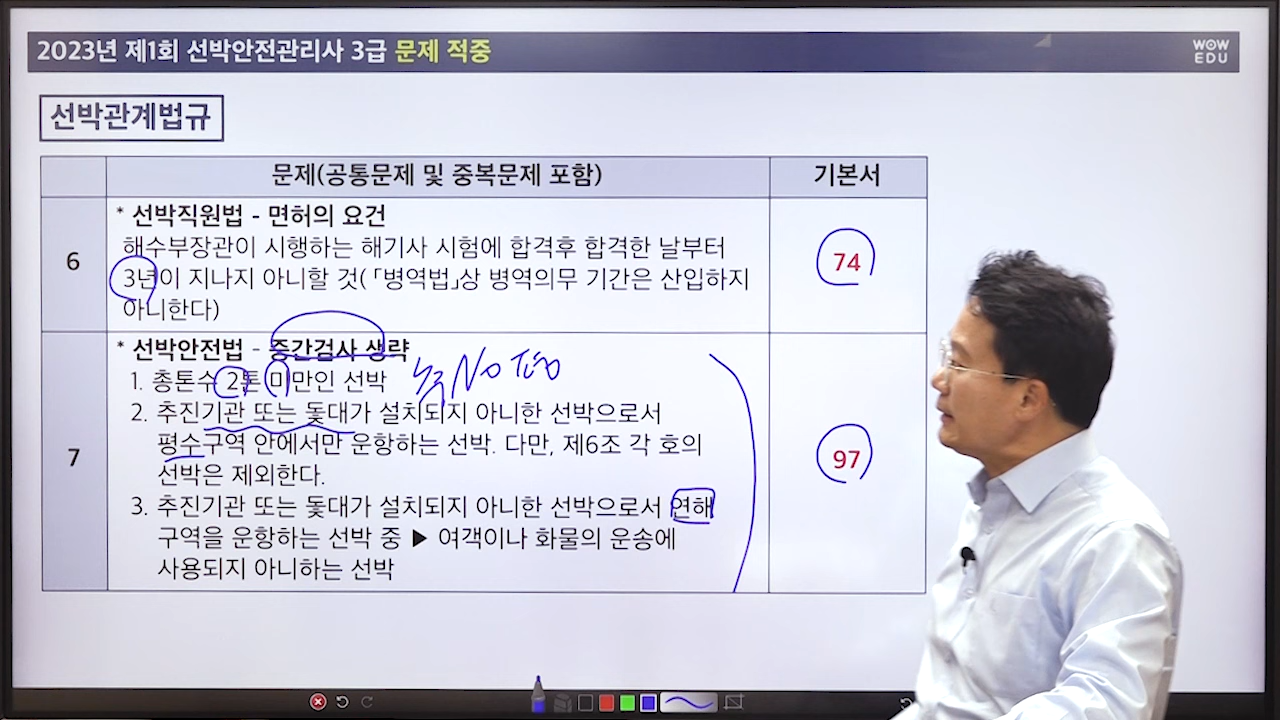 2023년 제1회 선박안전관리사 3급 문제 적중
WOW
EDU
선박관계법규
문제(공통문제 및 중복문제 포함)
기본서
6
* 선박직원법 - 면허의 요건
해수부장관이 시행하는 해기사 시험에 합격후 합격한 날부터
3년이 지나지 아니할 것(「병역법」상 병역의무 기간은 산입하지
아니한다)
74
7
* 선박안전법 - 중간검사 생략
1. 총톤수 2톤 미만인 선박
No
2. 추진기관 또는 돛대가 설치되지 아니한 선박으로서
평수구역 안에서만 운항하는 선박. 다만, 제6조 각 호의
선박은 제외한다.
3. 추진기관 또는 돛대가 설치되지 아니한 선박으로서 연해
구역을 운항하는 선박 중 ▶ 여객이나 화물의 운송에
사용되지 아니하는 선박
97